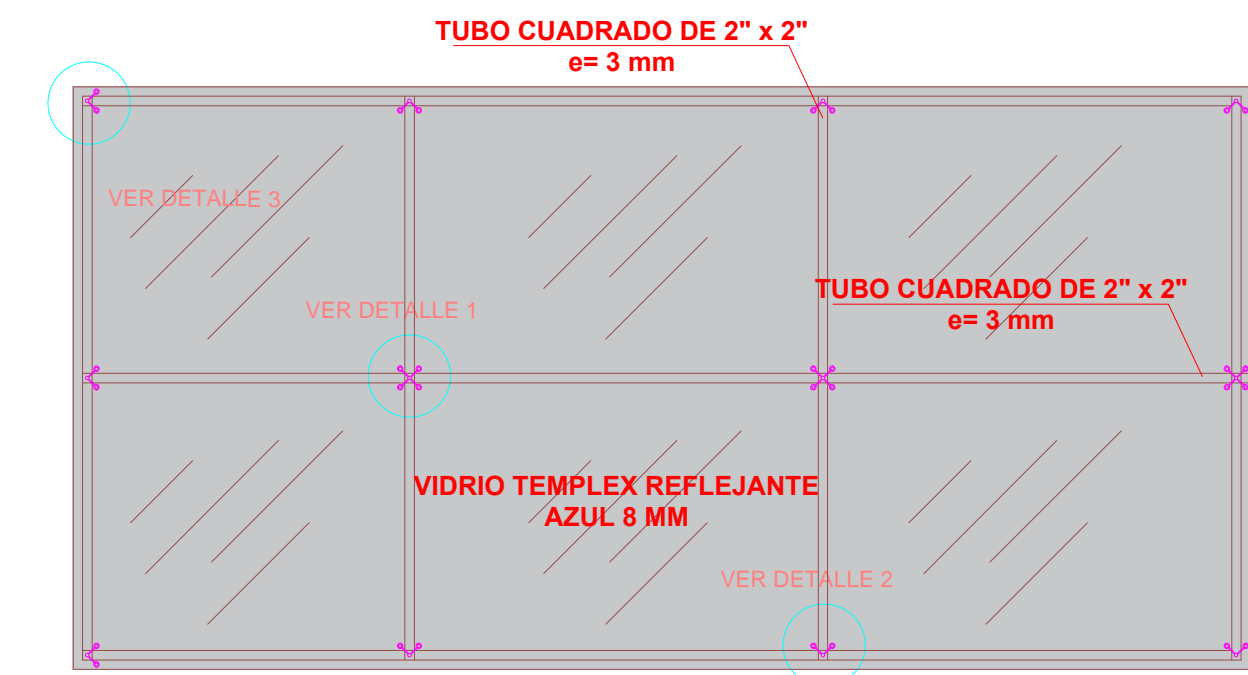 TUBO CUADRADO DE 2" x 2"
e= 3 mm
VER DETALLE 3
VER DETALLE 1
TUBO CUADRADO DE 2" x 2"
e= 3 mm
VIDRIO TEMPLEX REFLEJANTE
AZUL 8 MM
VER DETALLE 2